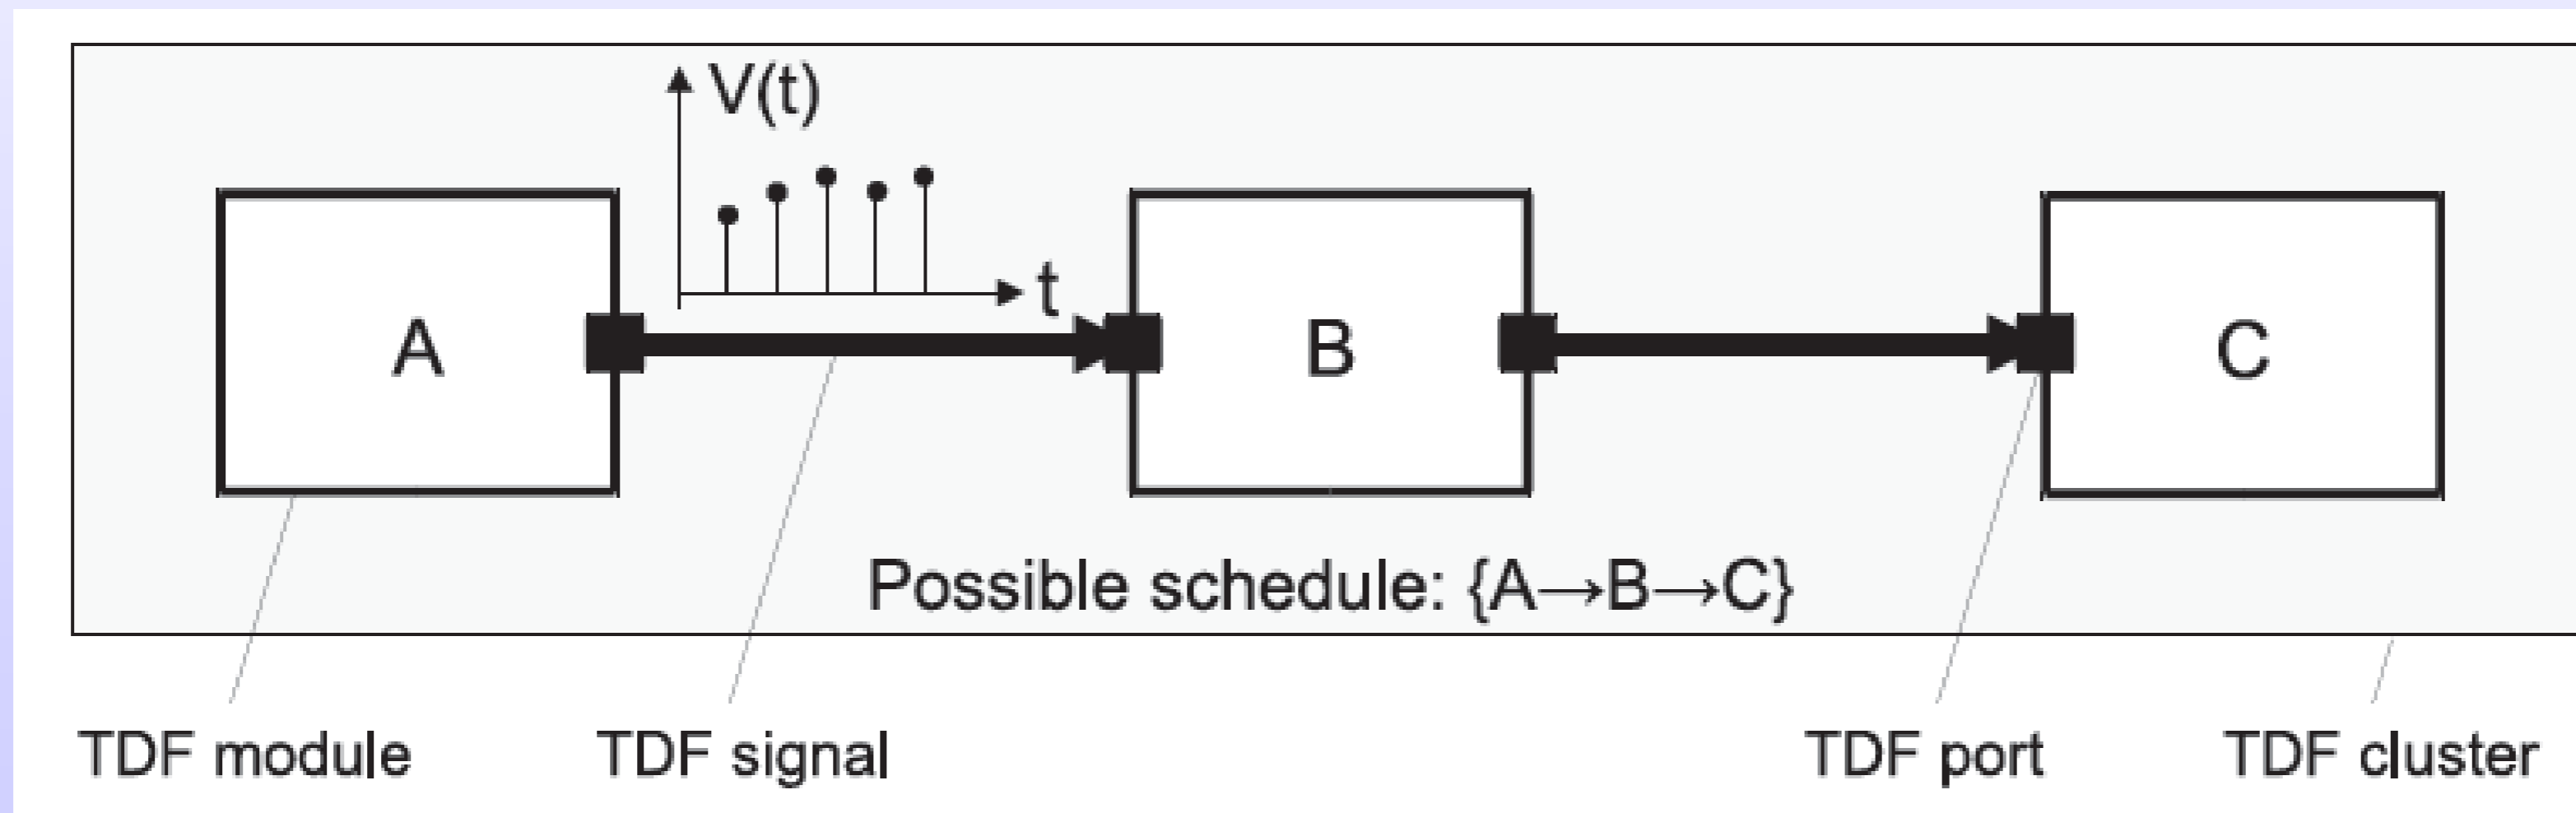 V(t)
t
A
B
C
Possible schedule: {A→B→C}
TDF module
TDF signal
TDF port
TDF cluster